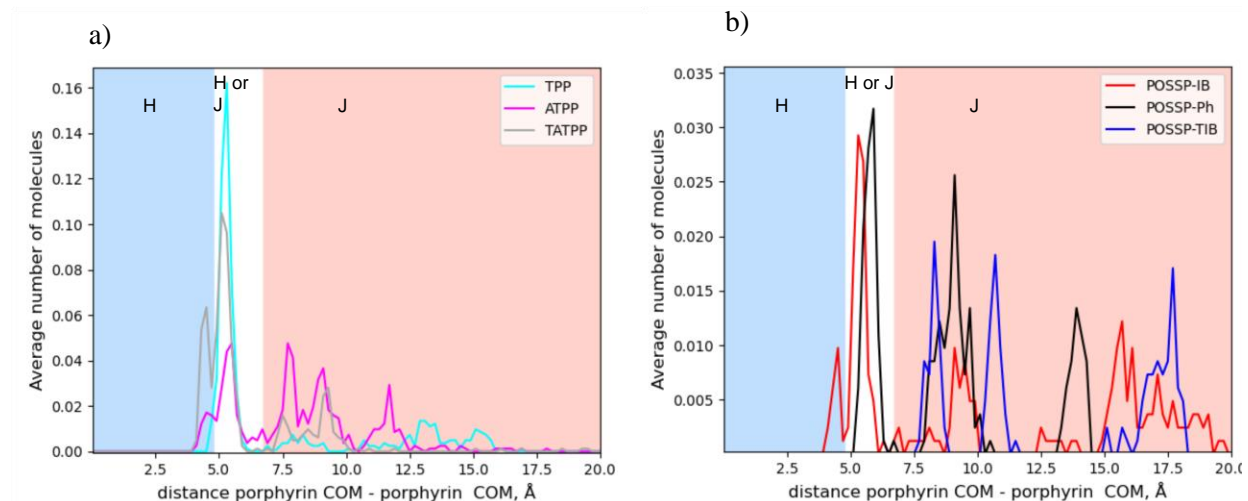 a)
H
H or
J
J
TPP
ATPP
TATPP
0.16
0.14
0.12
0.10
0.08
0.06
0.04
0.02
0.00
Average number of molecules
2.5 5.0 7.5 10.0 12.5 15.0 17.5 20.0
distance porphyrin COM - porphyrin COM, Å
b)
H
H or J
J
POSSP-IB
POSSP-Ph
POSSP-TIB
0.035
0.030
0.025
0.020
0.015
0.010
0.005
Average number of molecules
2.5 5.0 7.5 10.0 12.5 15.0 17.5 20.0
distance porphyrin COM - porphyrin COM, Å